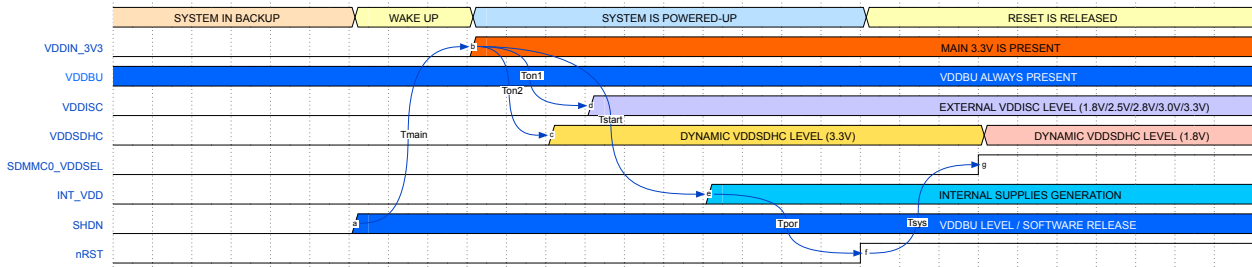 SYSTEM IN BACKUP WAKE UP SYSTEM IS POWERED-UP RESET IS RELEASED
VDDIN_3V3 b MAIN 3.3V IS PRESENT
VDDBU Ton1 VDDBU ALWAYS PRESENT
Ton2
VDDISC d EXTERNAL VDDISC LEVEL (1.8V/2.5V/2.8V/3.0V/3.3V)
Tstart
VDDSDHC Tmain c DYNAMIC VDDSDHC LEVEL (3.3V) DYNAMIC VDDSDHC LEVEL (1.8V)
SDMMC0_VDDSEL g
INT_VDD e INTERNAL SUPPLIES GENERATION
SHDN a Tpor Tsys VDDBU LEVEL / SOFTWARE RELEASE
nRST f